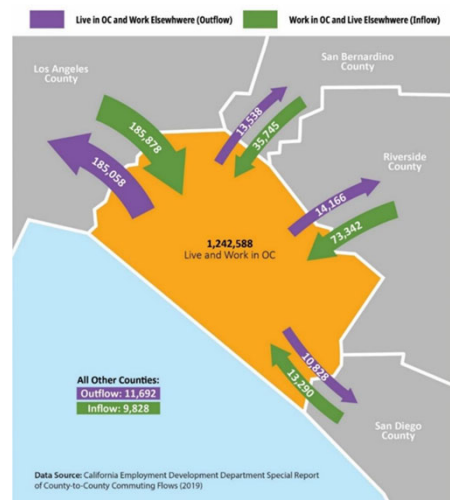 Live in OC and Work Elsewhwere (Outflow)
Work in OC and Live Elsewhere (Inflow)
San Bernardino
County
Los Angeles
County
185,878
13,538
35,745
Riverside
County
185,058
14,166
73,342
1,242,588
Live and Work in OC
10,828
13,290
All Other Counties:
Outflow: 11,692
Inflow: 9,828
San Diego
County
Data Source: California Employment Development Department Special Report
of County-to-County Commuting Flows (2019)